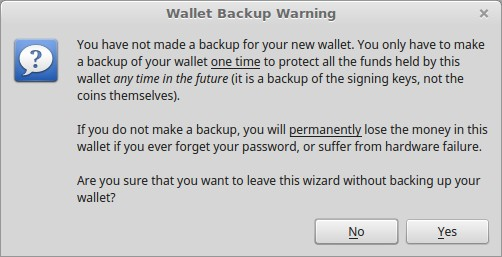 Wallet Backup Warning
You have not made a backup for your new wallet. You only have to make
a backup of your wallet one time to protect all the funds held by this
wallet any time in the future (it is a backup of the signing keys, not the
coins themselves).
If you do not make a backup, you will permanently lose the money in this
wallet if you ever forget your password, or suffer from hardware failure.
Are you sure that you want to leave this wizard without backing up your
wallet?
No Yes